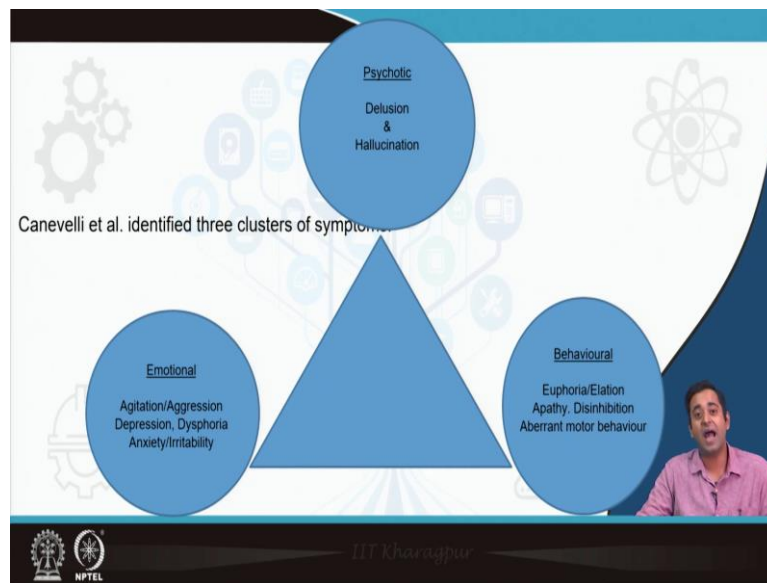 Psychotic
Delusion
&
Hallucination
Canevelli et al. identified three clusters of
Emotional
Agitation/Aggression
Depression, Dysphoria
Anxiety/Irritability
Behavioural
Euphoria/Elation
Apathy. Disinhibition
Aberrant motor behaviour
NPTEL
IIT Kharagpur